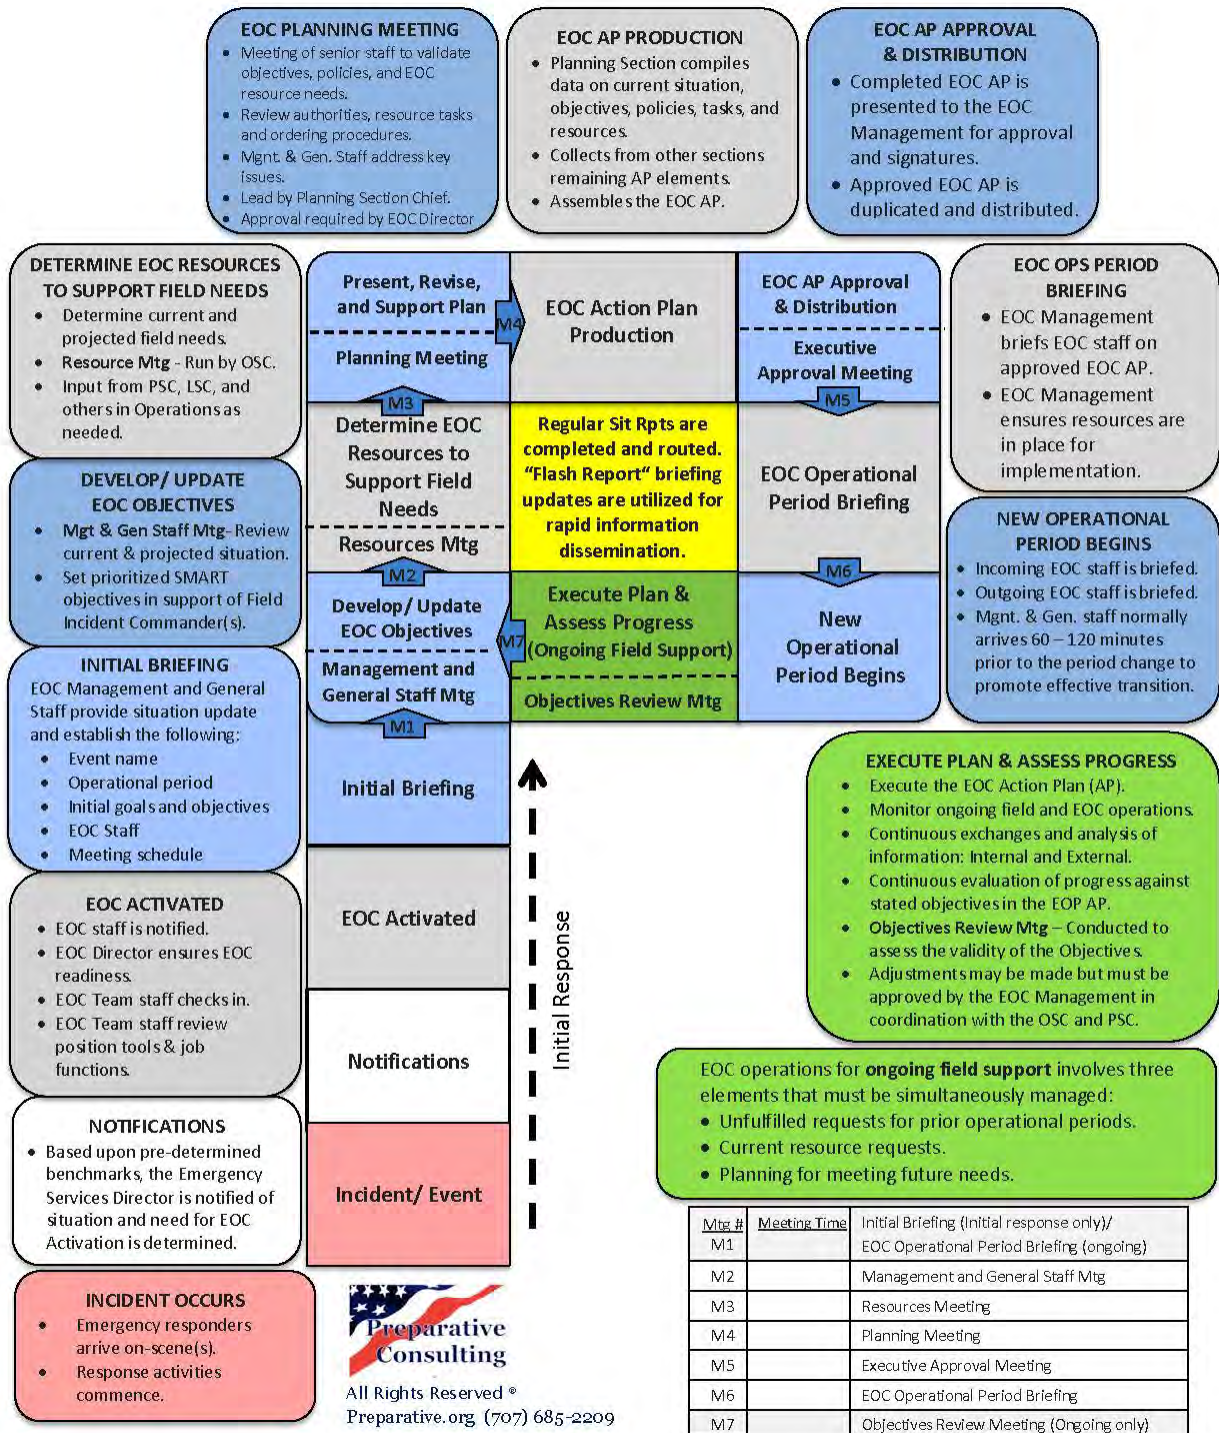 EOC PLANNING MEETING
• Meeting of senior staff to validate
objectives, policies, and EOC
resource needs.
• Review authorities, resource tasks
and ordering procedures.
• Mgnt. & Gen. Staff address key
issues.
• Lead by Planning Section Chief.
• Approval required by EOC Director
EOC AP PRODUCTION
• Planning Section compiles
data on current situation,
objectives, policies, tasks, and
resources.
• Collects from other sections
remaining AP elements.
• Assembles the EOC AP.
EOC AP APPROVAL
& DISTRIBUTION
• Completed EOC AP is
presented to the EOC
Management for approval
and signatures.
• Approved EOC AP is
duplicated and distributed.
DETERMINE EOC RESOURCES
TO SUPPORT FIELD NEEDS
• Determine current and
projected field needs.
• Resource Mtg - Run by OSC.
• Input from PSC, LSC, and
others in Operations as
needed.
DEVELOP/ UPDATE
EOC OBJECTIVES
• Mgt & Gen Staff Mtg- Review
current & projected situation.
• Set prioritized SMART
objectives in support of Field
Incident Commander(s).
INITIAL BRIEFING
EOC Management and General
Staff provide situation update
and establish the following:
• Event name
• Operational period
• Initial goals and objectives
• EOC Staff
• Meeting schedule
EOC ACTIVATED
• EOC staff is notified.
• EOC Director ensures EOC
readiness.
• EOC Team staff checks in.
• EOC Team staff review
position tools & job
functions.
NOTIFICATIONS
• Based upon pre-determined
benchmarks, the Emergency
Services Director is notified of
situation and need for EOC
Activation is determined.
INCIDENT OCCURS
• Emergency responders
arrive on-scene(s).
• Response activities
commence.
Present, Revise,
and Support Plan
Planning Meeting
M4
EOC Action Plan
Production
EOC AP Approval
& Distribution
Executive
Approval Meeting
M3
M5
Determine EOC
Resources to
Support Field
Needs
Resources Mtg
Regular Sit Rpts are
completed and routed.
“Flash Report“ briefing
updates are utilized for
rapid information
dissemination.
EOC Operational
Period Briefing
M2
M6
Develop/ Update
EOC Objectives
Management and
General Staff Mtg
M7
Execute Plan &
Assess Progress
(Ongoing Field Support)
Objectives Review Mtg
New
Operational
Period Begins
M1
Initial Briefing
EOC Activated
Notifications
Incident/ Event
Initial Response
EOC OPS PERIOD
BRIEFING
• EOC Management
briefs EOC staff on
approved EOC AP.
• EOC Management
ensures resources are
in place for
implementation.
NEW OPERATIONAL
PERIOD BEGINS
• Incoming EOC staff is briefed.
• Outgoing EOC staff is briefed.
• Mgnt. & Gen. staff normally
arrives 60 – 120 minutes
prior to the period change to
promote effective transition.
EXECUTE PLAN & ASSESS PROGRESS
• Execute the EOC Action Plan (AP).
• Monitor ongoing field and EOC operations.
• Continuous exchanges and analysis of
information: Internal and External.
• Continuous evaluation of progress against
stated objectives in the EOP AP.
• Objectives Review Mtg – Conducted to
assess the validity of the Objectives.
• Adjustments may be made but must be
approved by the EOC Management in
coordination with the OSC and PSC.
EOC operations for ongoing field support involves three
elements that must be simultaneously managed:
• Unfulfilled requests for prior operational periods.
• Current resource requests.
• Planning for meeting future needs.
Mtg # Meeting Time Initial Briefing (Initial response only)/
M1 EOC Operational Period Briefing (ongoing)
M2 Management and General Staff Mtg
M3 Resources Meeting
M4 Planning Meeting
M5 Executive Approval Meeting
M6 EOC Operational Period Briefing
M7 Objectives Review Meeting (Ongoing only)
Preparative
Consulting
All Rights Reserved ®
Preparative.org (707) 685-2209